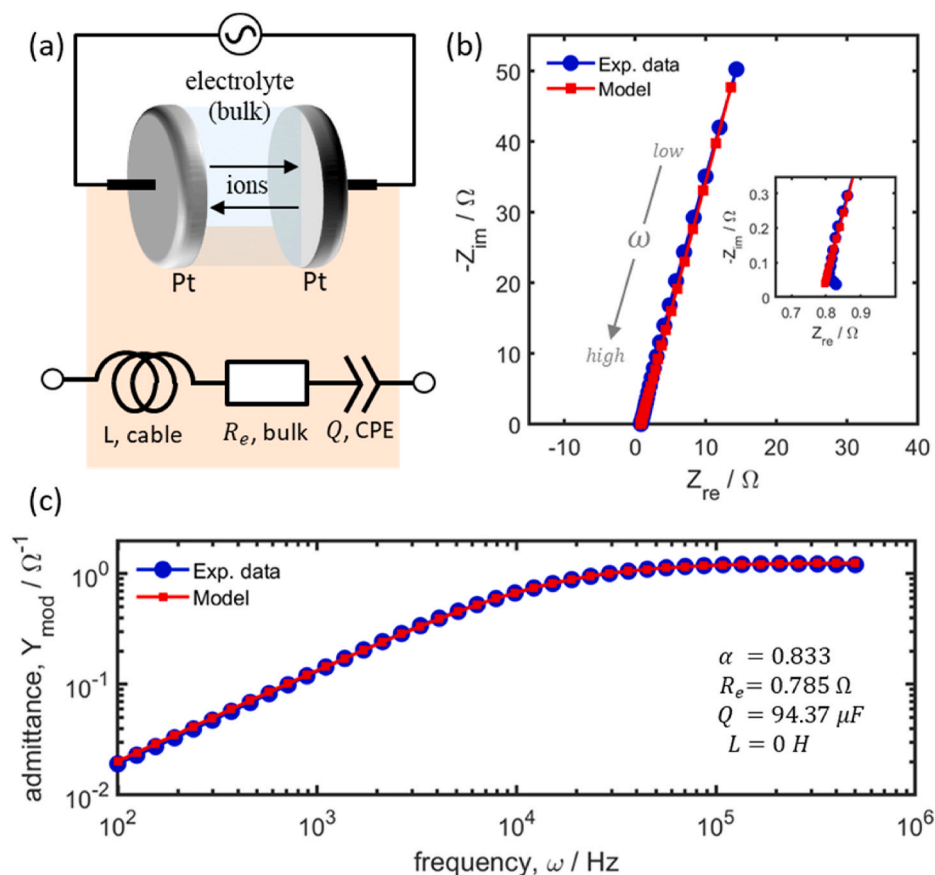 (a)
electrolyte
(bulk)
ions
Pt
Pt
L, cable
Rₑ, bulk
Q, CPE
(b)
Exp. data
Model
low
ω
high
50
40
30
20
10
0
-Z_im / Ω
-10
0
10
20
30
40
Z_re / Ω
0.3
0.2
0.1
0
-Z_im / Ω
0.7
0.8
0.9
Z_re / Ω
(c)
Exp. data
Model
10⁰
10⁻¹
10⁻²
admittance, Y_mod / Ω⁻¹
α = 0.833
Rₑ= 0.785 Ω
Q = 94.37 μF
L = 0 H
10²
10³
10⁴
10⁵
10⁶
frequency, ω / Hz